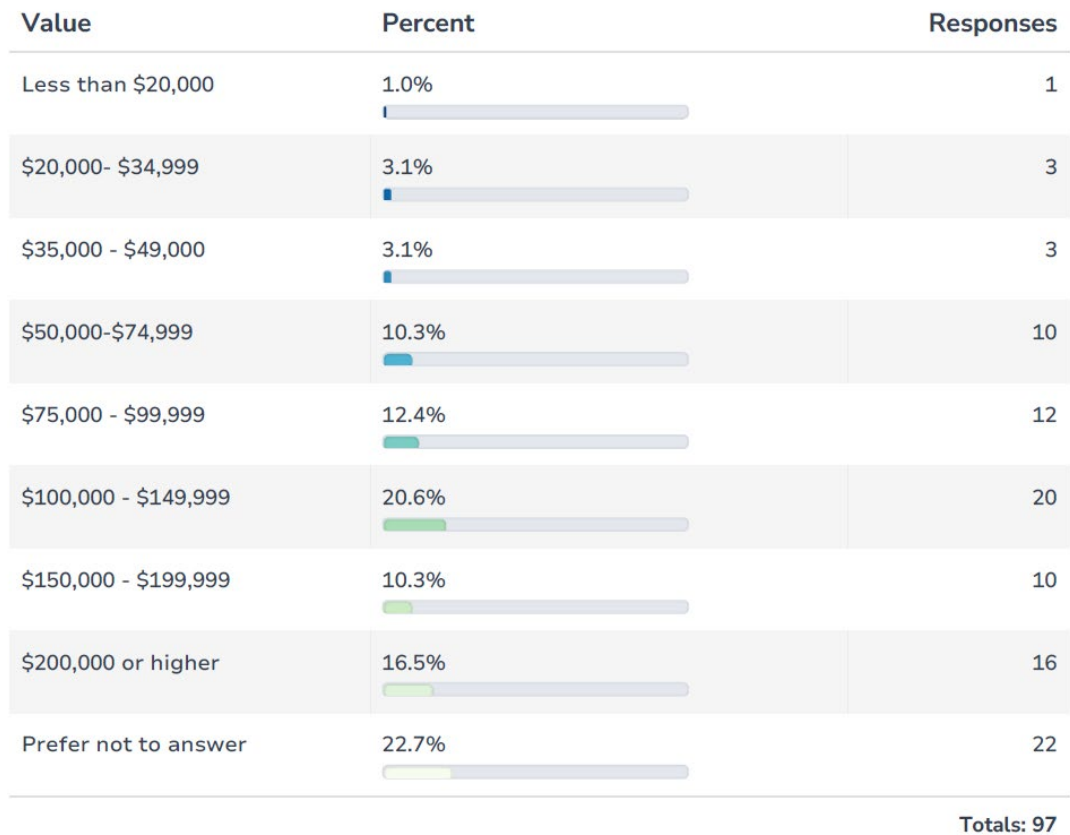 Value Percent Responses
Less than $20,000 1.0% 1
$20,000- $34,999 3.1% 3
$35,000 - $49,000 3.1% 3
$50,000-$74,999 10.3% 10
$75,000 - $99,999 12.4% 12
$100,000 - $149,999 20.6% 20
$150,000 - $199,999 10.3% 10
$200,000 or higher 16.5% 16
Prefer not to answer 22.7% 22
Totals: 97